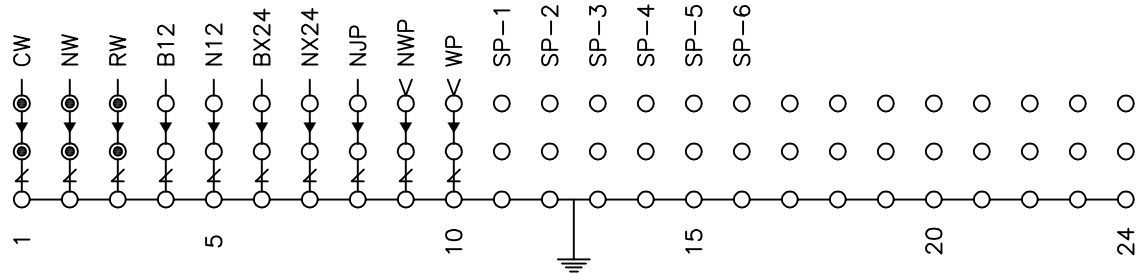 CW
NW
RW
B12
N12
BX24
NX24
NJP
NWP
WP
SP-1
SP-2
SP-3
SP-4
SP-5
SP-6
1
5
10
15
20
24